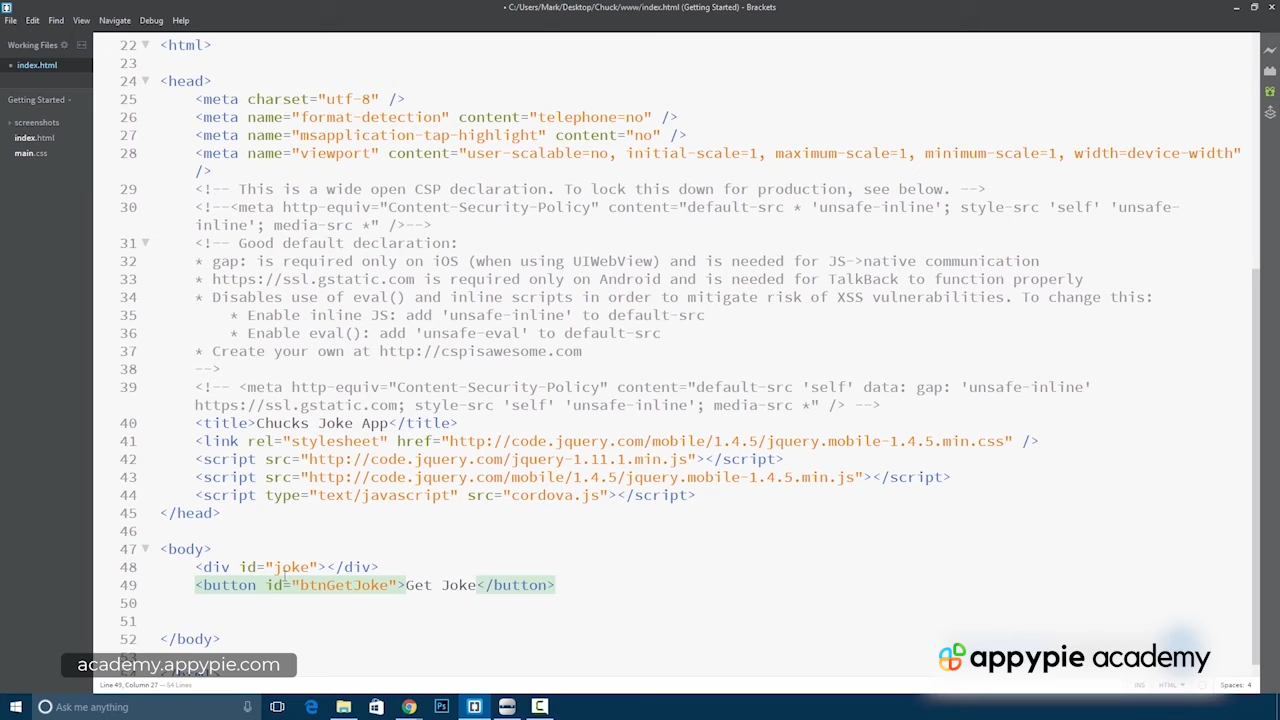 • C:/Users/Mark/Desktop/Chuck/www/index.html (Getting Started) - Brackets
File Edit Find View Navigate Debug Help
Working Files
• index.html
Getting Started
screenshots
index.html
main.css
22 <html>
23
24 <head>
25 <meta charset="utf-8" />
26 <meta name="format-detection" content="telephone=no" />
27 <meta name="msapplication-tap-highlight" content="no" />
28 <meta name="viewport" content="user-scalable=no, initial-scale=1, maximum-scale=1, minimum-scale=1, width=device-width"
/>
29 <!-- This is a wide open CSP declaration. To lock this down for production, see below. -->
30 <!--<meta http-equiv="Content-Security-Policy" content="default-src * 'unsafe-inline'; style-src 'self' 'unsafe-
inline'; media-src *" />-->
31 <!-- Good default declaration:
32 * gap: is required only on iOS (when using UIWebView) and is needed for JS->native communication
33 * https://ssl.gstatic.com is required only on Android and is needed for TalkBack to function properly
34 * Disables use of eval() and inline scripts in order to mitigate risk of XSS vulnerabilities. To change this:
35 * Enable inline JS: add 'unsafe-inline' to default-src
36 * Enable eval(): add 'unsafe-eval' to default-src
37 * Create your own at http://cspisawesome.com
38 -->
39 <!-- <meta http-equiv="Content-Security-Policy" content="default-src 'self' data: gap: 'unsafe-inline'
https://ssl.gstatic.com; style-src 'self' 'unsafe-inline'; media-src *" /> -->
40 <title>Chucks Joke App</title>
41 <link rel="stylesheet" href="http://code.jquery.com/mobile/1.4.5/jquery.mobile-1.4.5.min.css" />
42 <script src="http://code.jquery.com/jquery-1.11.1.min.js"></script>
43 <script src="http://code.jquery.com/mobile/1.4.5/jquery.mobile-1.4.5.min.js"></script>
44 <script type="text/javascript" src="cordova.js"></script>
45 </head>
46
47 <body>
48 <div id="joke"></div>
49 <button id="btnGetJoke">Get Joke</button>
50
51
52 </body>
academy.appypie.com
appypie academy
Line 49, Column 27 — 54 Lines
INS HTML Spaces: 4
Ask me anything